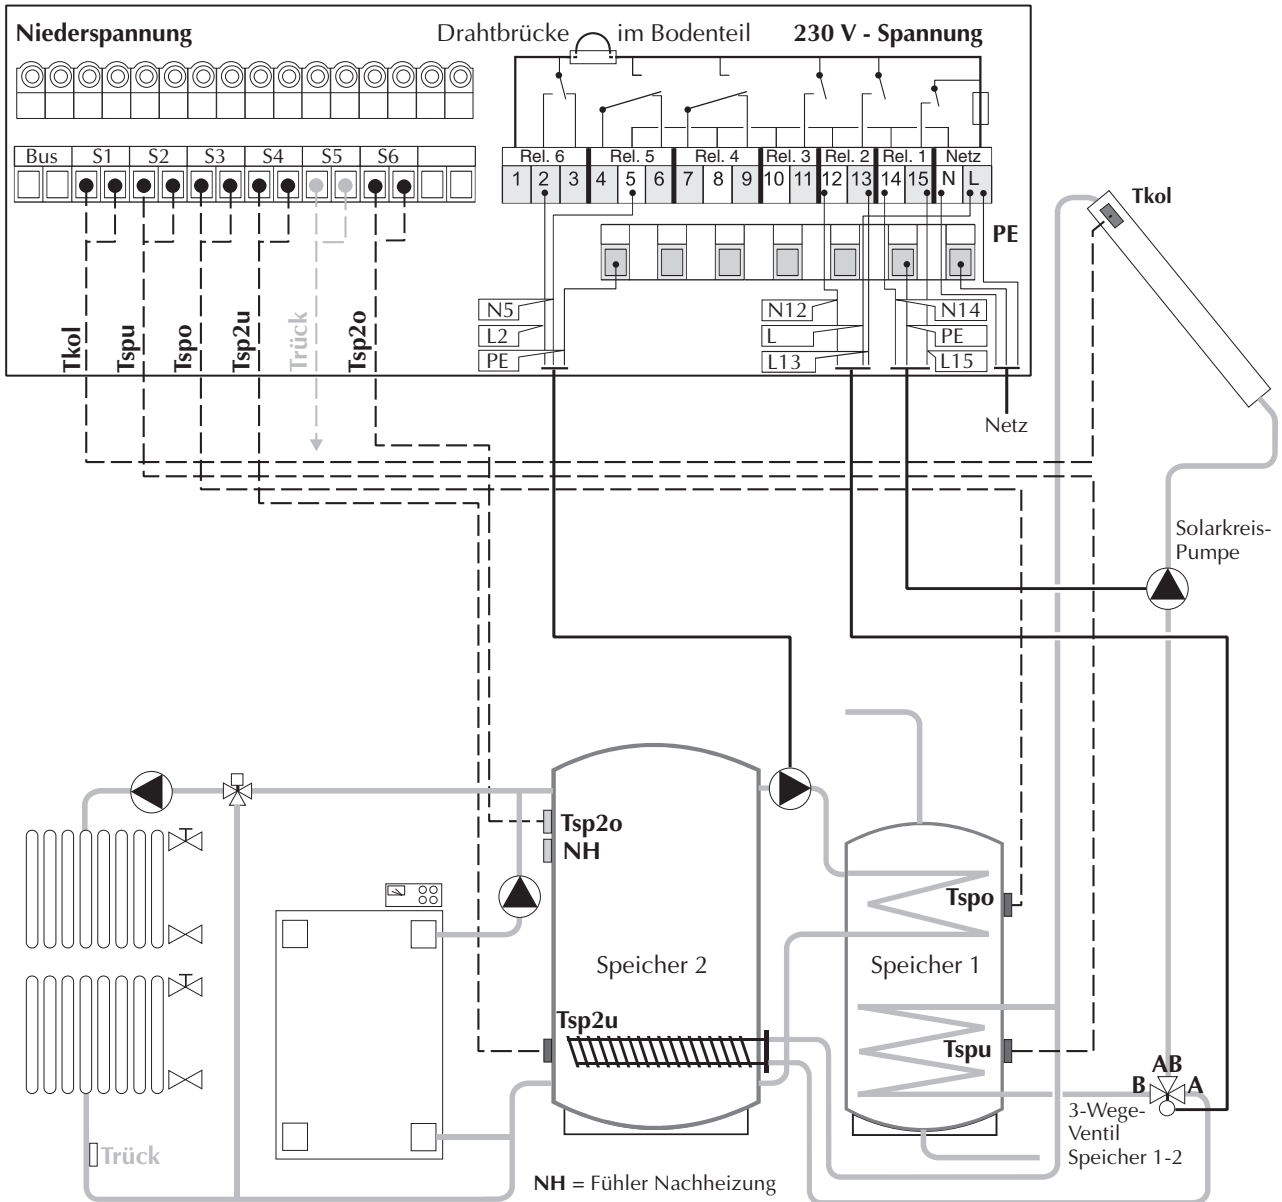 Niederspannung
Drahtbrücke im Bodenteil
230 V - Spannung
Bus S1 S2 S3 S4 S5 S6
Rel. 6 Rel. 5 Rel. 4 Rel. 3 Rel. 2 Rel. 1 Netz
1 2 3 4 5 6 7 8 9 10 11 12 13 14 15 N L
PE
Tkol
Tkol
Tspu
Tspo
Tsp2u
Trück
Tsp2o
N5
L2
PE
N12
L
L13
N14
PE
L15
Netz
Solarkreis-
Pumpe
Tsp2o
NH
Tspo
Speicher 2
Speicher 1
Tsp2u
Tspu
AB
B
A
3-Wege-
Ventil
Speicher 1-2
Trück
NH = Fühler Nachheizung